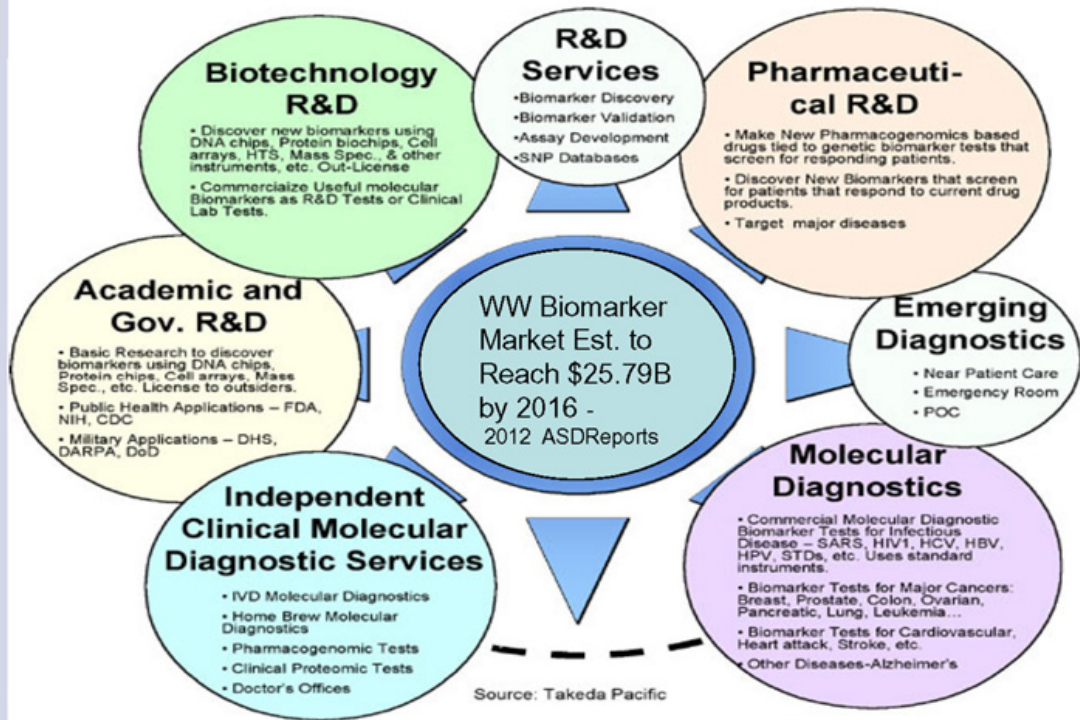 Biotechnology
R&D
• Discover new biomarkers using
DNA chips, Protein biochips, Cell
arrays, HTS, Mass Spec., & other
instruments, etc. Out-License
• Commerciaize Useful molecular
Biomarkers as R&D Tests or Clinical
Lab Tests.
R&D
Services
•Biomarker Discovery
•Biomarker Validation
•Assay Development
•SNP Databases
Pharmaceuti-
cal R&D
• Make New Pharmacogenomics based
drugs tied to genetic biomarker tests that
screen for responding patients.
• Discover New Biomarkers that screen
for patients that respond to current drug
products.
• Target major diseases
Academic and
Gov. R&D
• Basic Research to discover
biomarkers using DNA chips,
Protein chips, Cell arrays, Mass
Spec., etc. License to outsiders.
• Public Health Applications – FDA,
NIH, CDC
• Military Applications – DHS,
DARPA, DoD
WW Biomarker
Market Est. to
Reach $25.79B
by 2016 -
2012 ASDReports
Emerging
Diagnostics
• Near Patient Care
• Emergency Room
• POC
Independent
Clinical Molecular
Diagnostic Services
• IVD Molecular Diagnostics
• Home Brew Molecular
Diagnostics
• Pharmacogenomic Tests
• Clinical Proteomic Tests
• Doctor's Offices
Molecular
Diagnostics
• Commercial Molecular Diagnostic
Biomarker Tests for Infectious
Disease – SARS, HIV1, HCV, HBV,
HPV, STDs, etc. Uses standard
instruments.
• Biomarker Tests for Major Cancers:
Breast, Prostate, Colon, Ovarian,
Pancreatic, Lung, Leukemia...
• Biomarker Tests for Cardiovascular,
Heart attack, Stroke, etc.
• Other Diseases-Alzheimer's
Source: Takeda Pacific